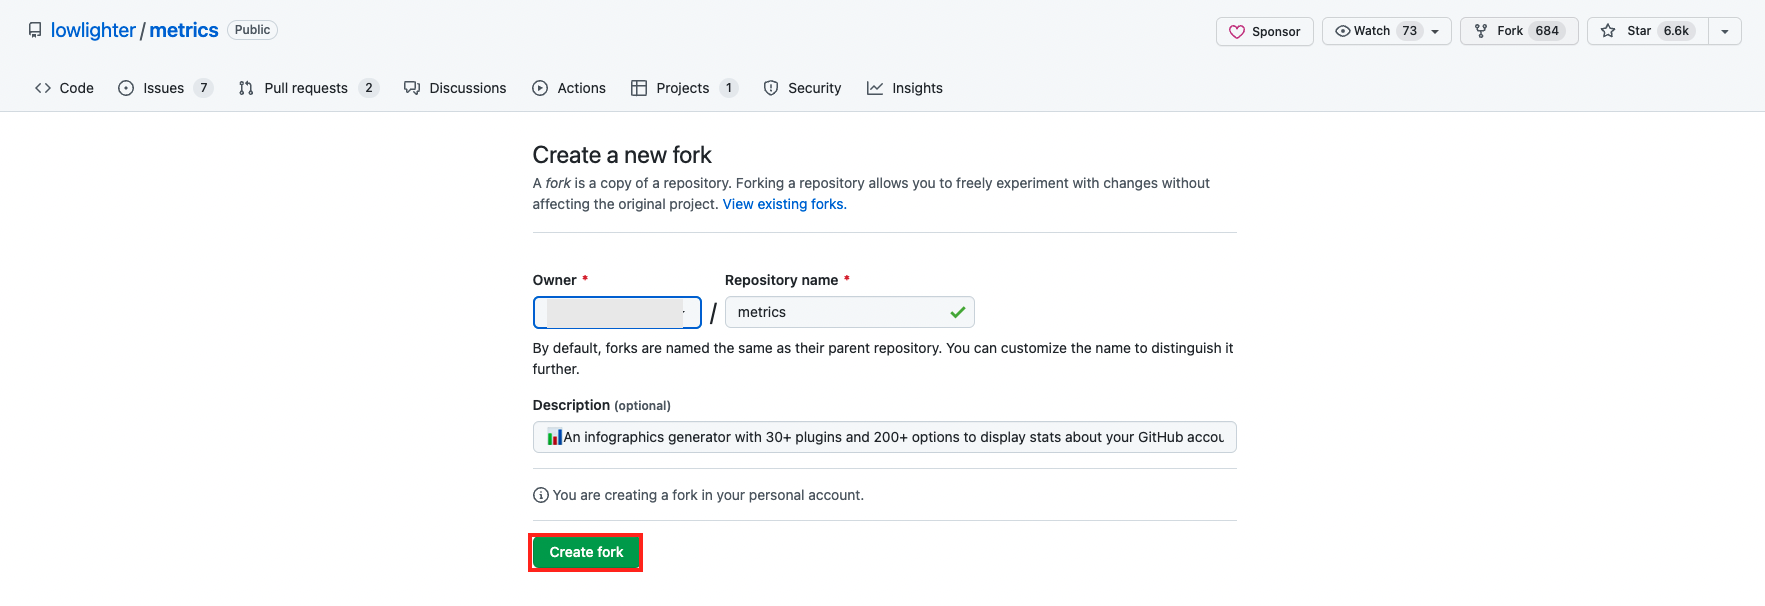 lowlighter / metrics Public
Sponsor
Watch 73
Fork 684
Star 6.6k
Code
Issues 7
Pull requests 2
Discussions
Actions
Projects 1
Security
Insights
Create a new fork
A fork is a copy of a repository. Forking a repository allows you to freely experiment with changes without
affecting the original project. View existing forks.
Owner *
Repository name *
/
metrics
By default, forks are named the same as their parent repository. You can customize the name to distinguish it
further.
Description (optional)
An infographics generator with 30+ plugins and 200+ options to display stats about your GitHub accou
You are creating a fork in your personal account.
Create fork